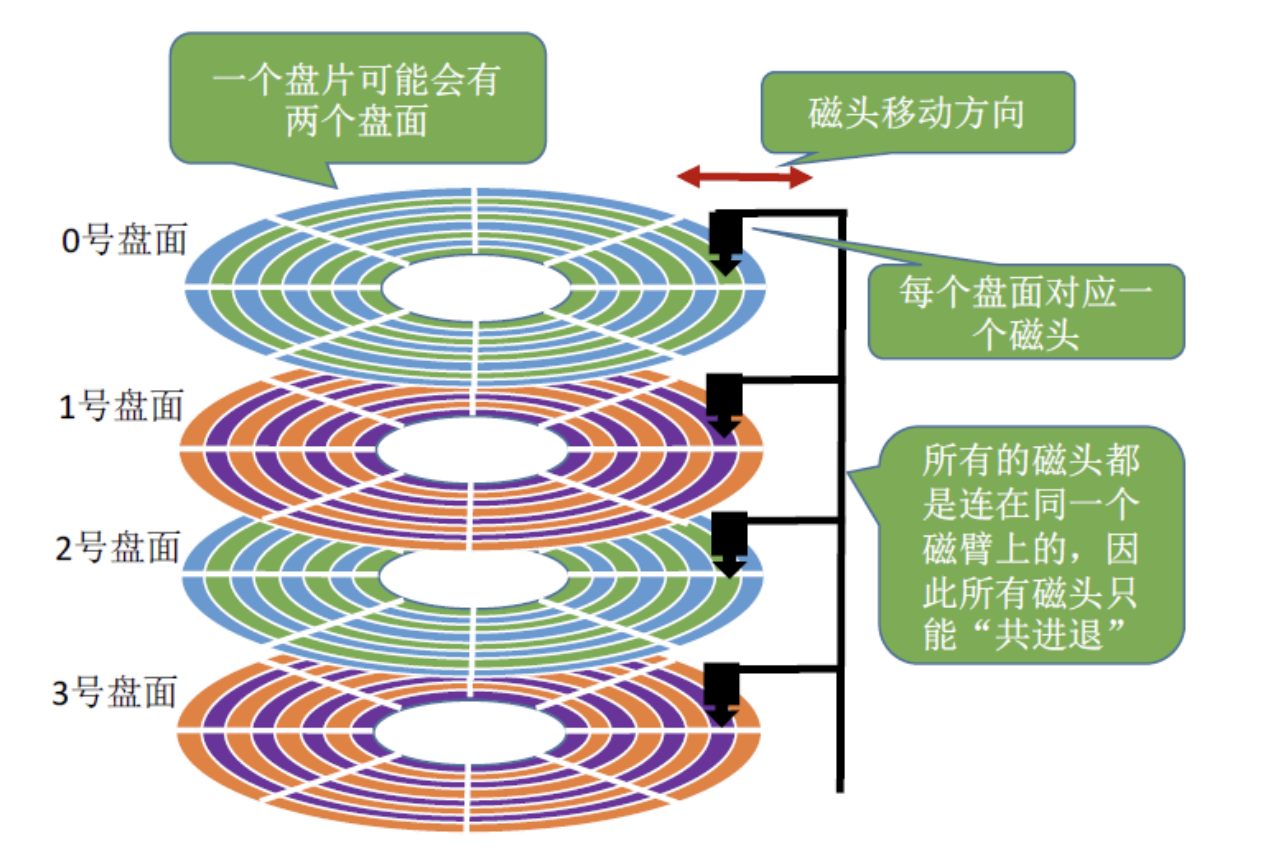 一个盘片可能会有
两个盘面
磁头移动方向
0号盘面
每个盘面对应一
个磁头
1号盘面
所有的磁头都
是连在同一个
磁臂上的，因
此所有磁头只
能“共进退”
2号盘面
3号盘面